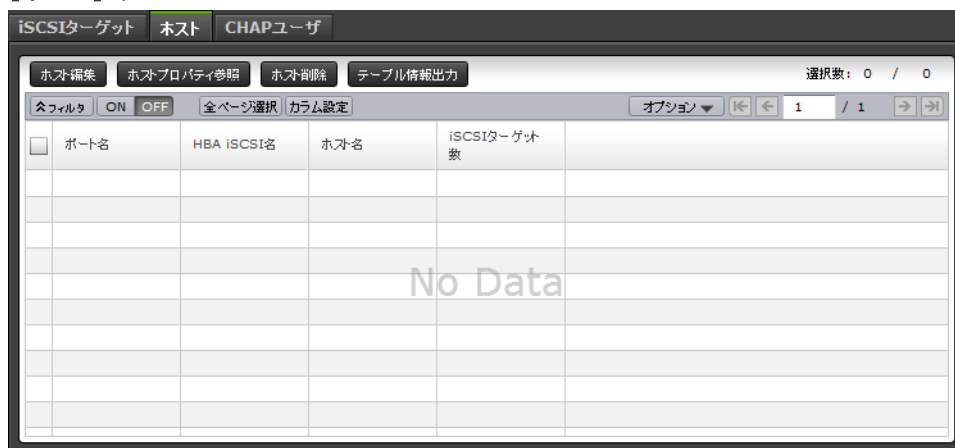 iSCSIターゲット ホスト CHAPユーザ
ホスト編集 ホストプロパティ参照 ホスト削除 テーブル情報出力 選択数: 0 / 0
フィルタ ON OFF 全ページ選択 カラム設定 オプション 1 / 1
ポート名 HBA iSCSI名 ホスト名 iSCSIターゲット
数
No Data